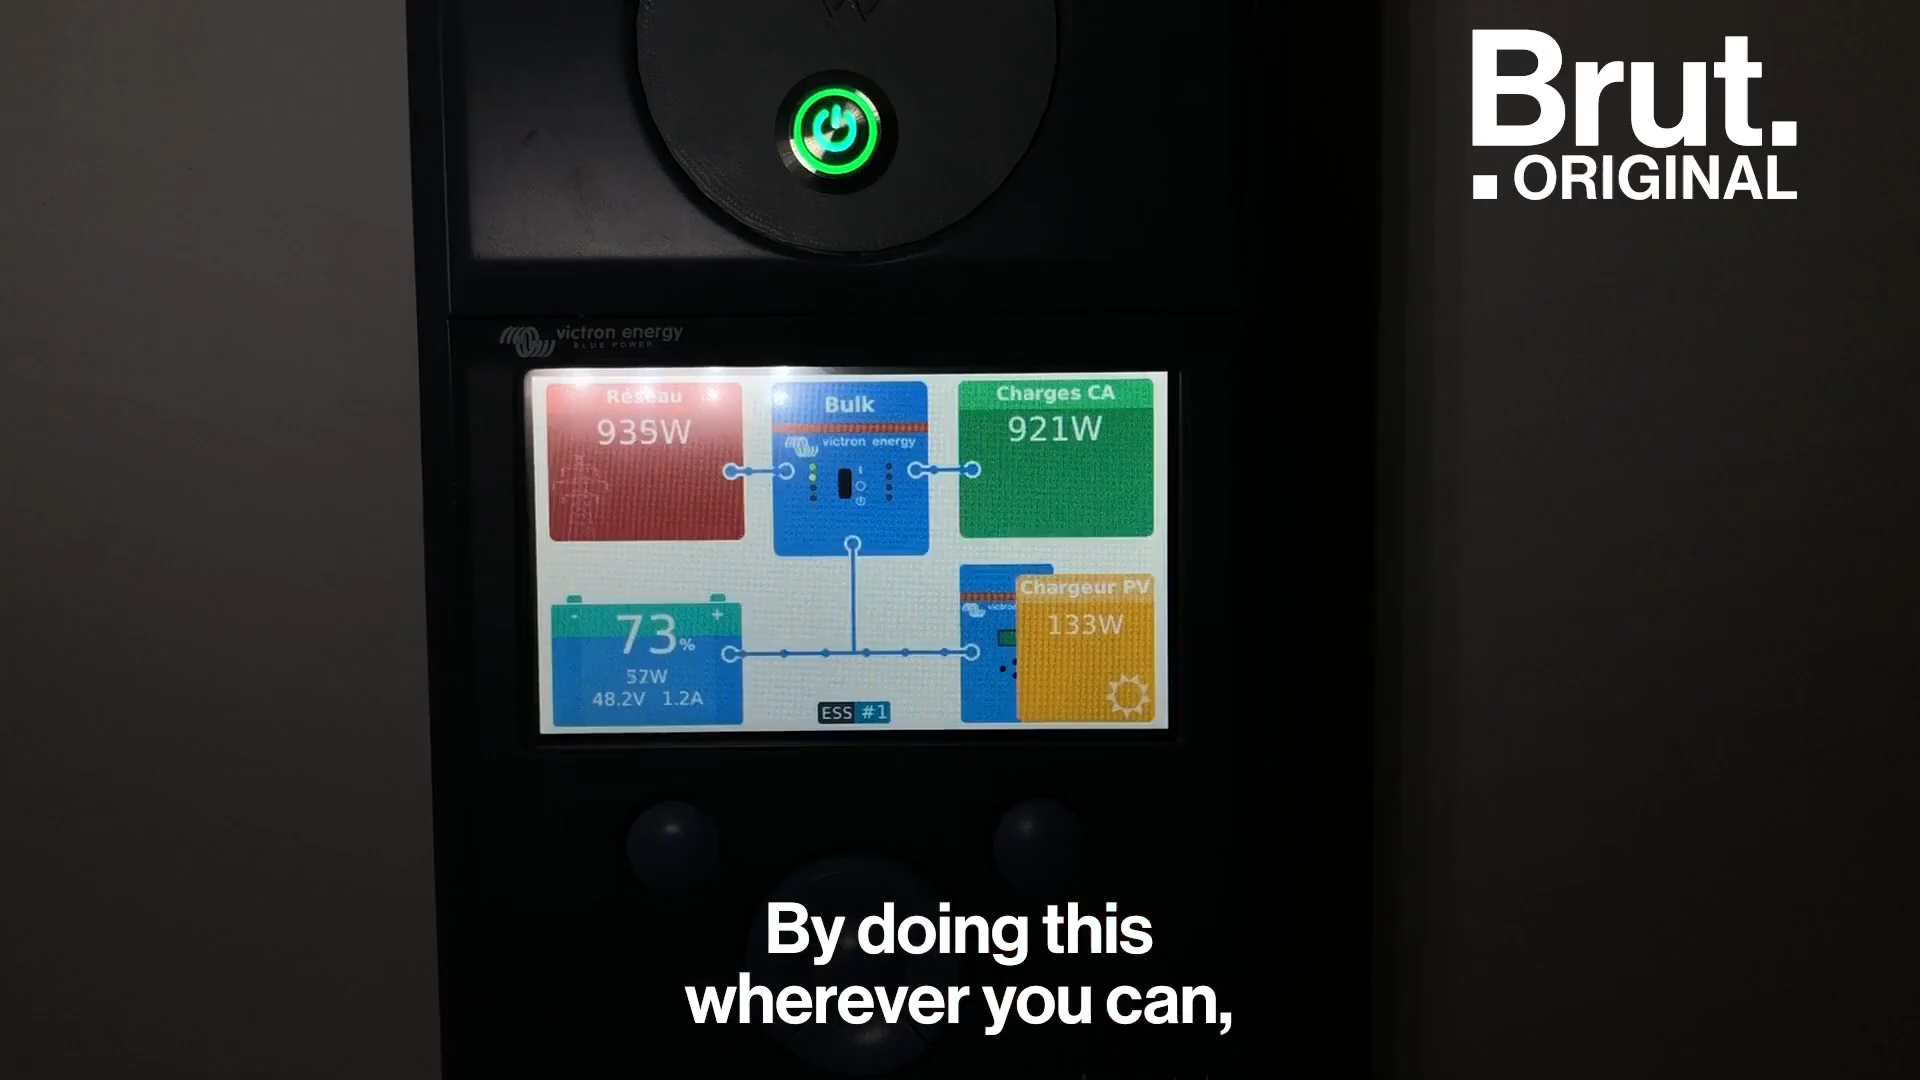 Brut.
ORIGINAL
victron energy
BLUE POWER
Réseau
935W
Bulk
victron energy
Charges CA
921W
73%
57W
48.2V 1.2A
ESS #1
Chargeur PV
133W
By doing this
wherever you can,